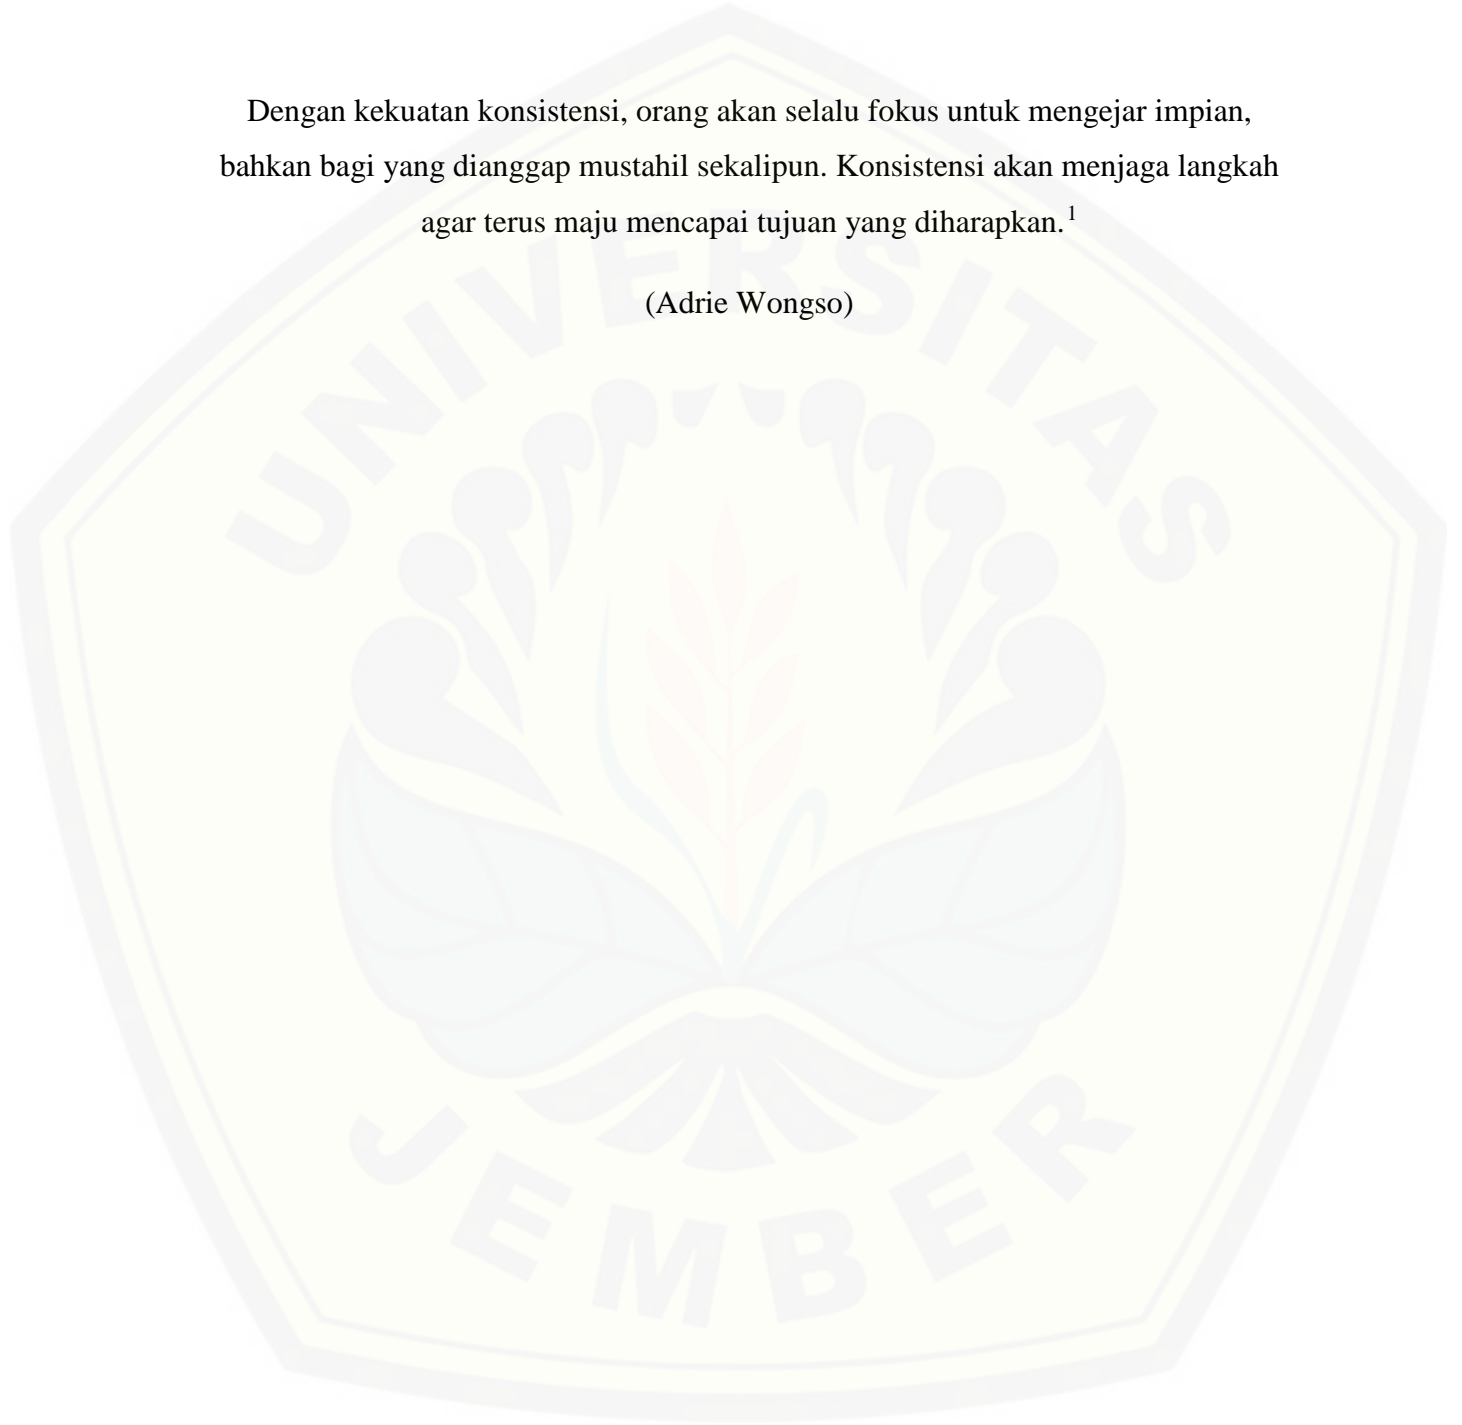 Dengan kekuatan konsistensi, orang akan selalu fokus untuk mengejar impian,
bahkan bagi yang dianggap mustahil sekalipun. Konsistensi akan menjaga langkah
agar terus maju mencapai tujuan yang diharapkan. 1
(Adrie Wongso)
UNIVERSITAS
JEMBER